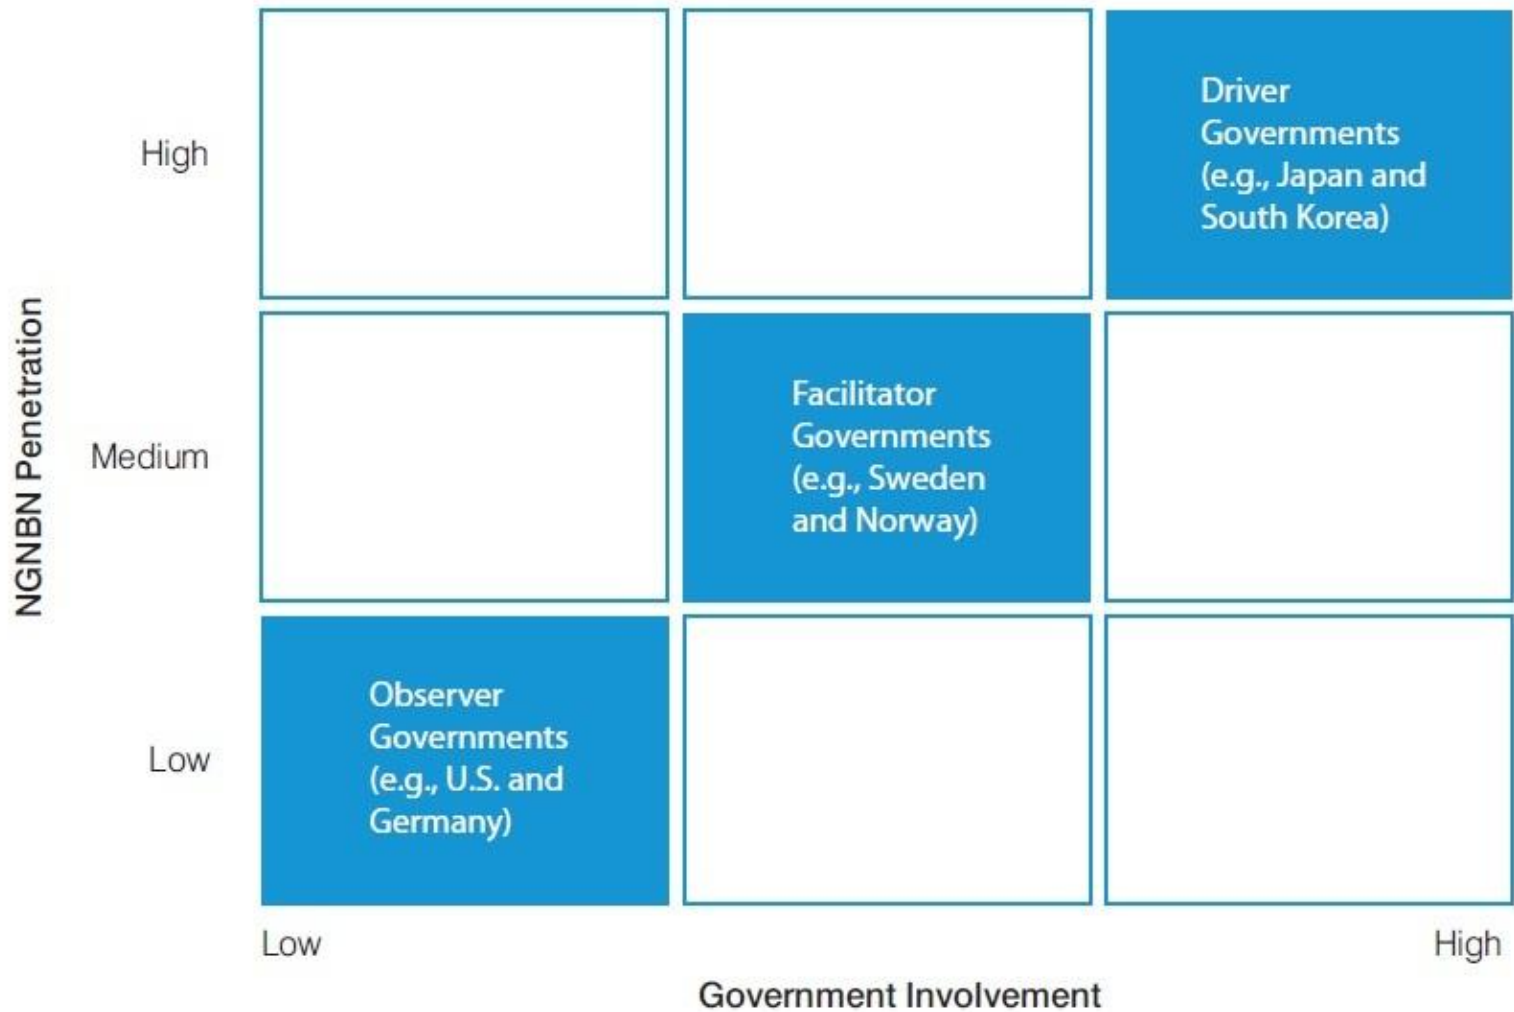 Driver
Governments
(e.g., Japan and
South Korea)
High
NGNBN Penetration
Facilitator
Governments
(e.g., Sweden
and Norway)
Medium
Observer
Governments
(e.g., U.S. and
Germany)
Low
Low
High
Government Involvement